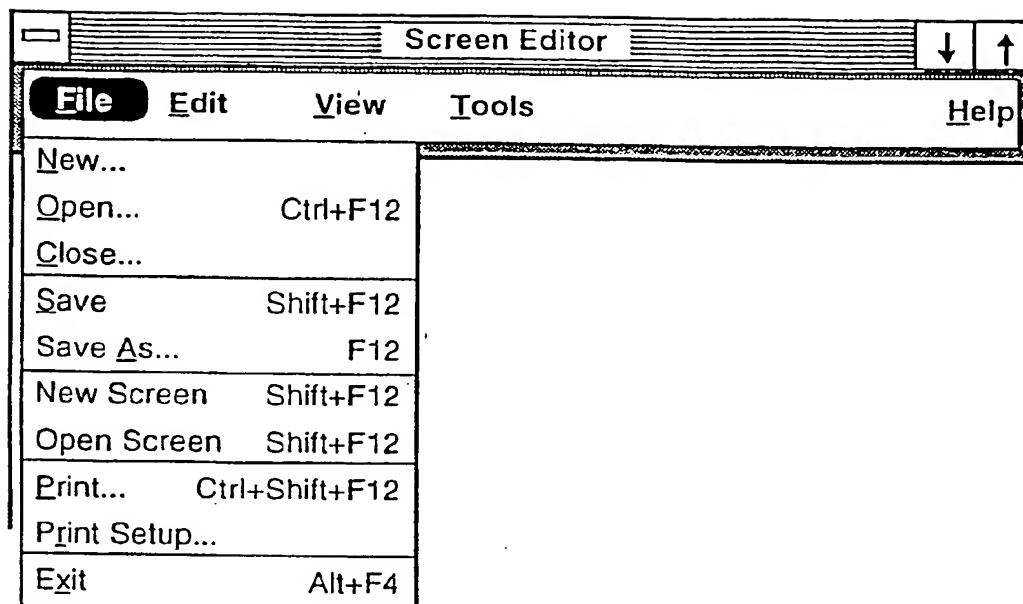 Screen Editor
File Edit View Tools Help
New...
Open... Ctrl+F12
Close...
Save Shift+F12
Save As... F12
New Screen Shift+F12
Open Screen Shift+F12
Print... Ctrl+Shift+F12
Print Setup...
Exit Alt+F4